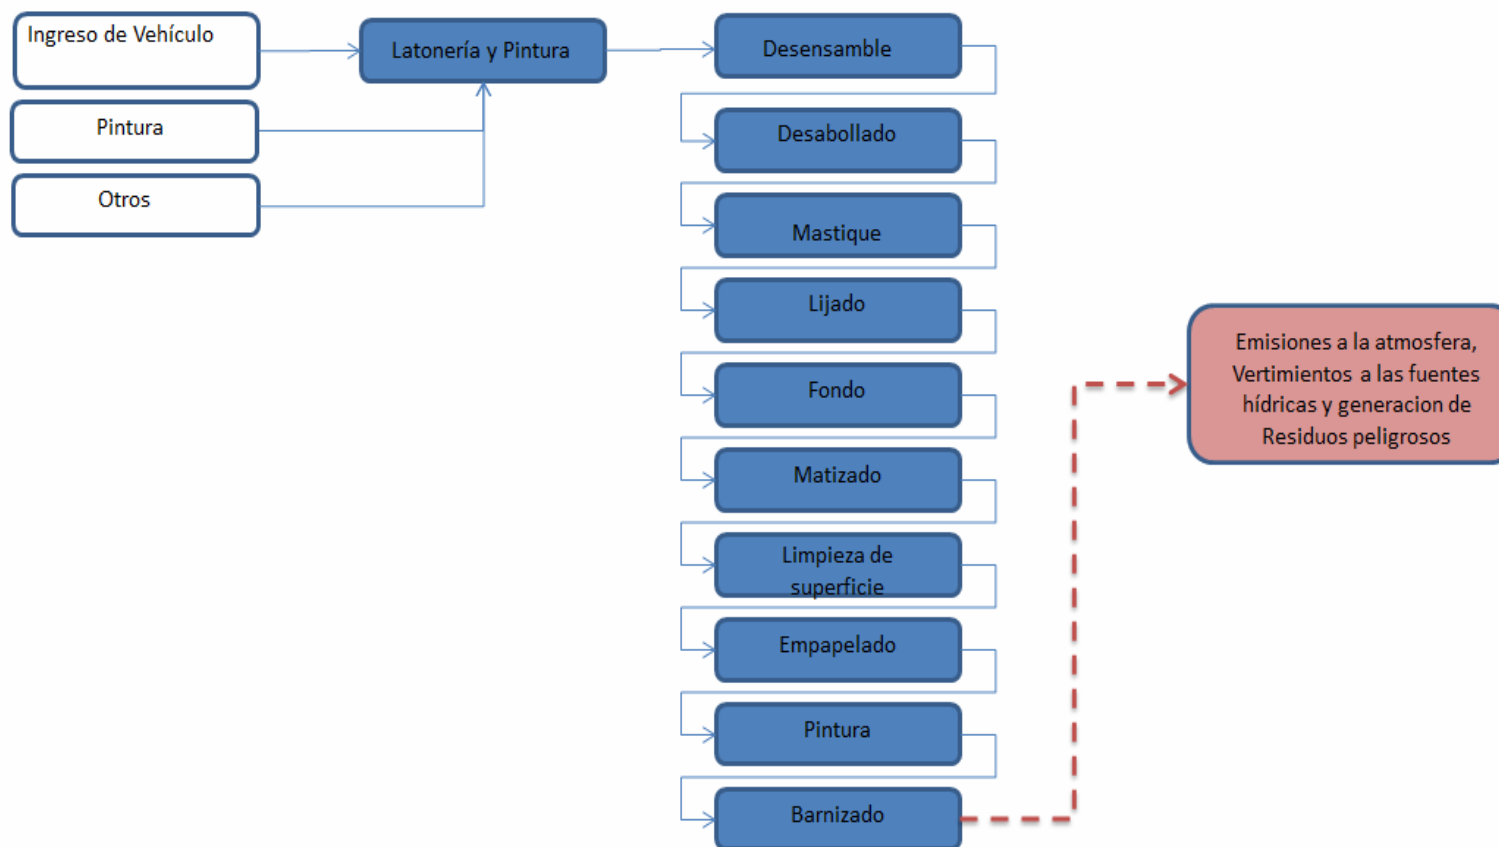 Ingreso de Vehículo
Pintura
Otros
Latonería y Pintura
Desensamble
Desabollado
Mastique
Lijado
Fondo
Matizado
Limpieza de
superficie
Empapelado
Pintura
Barnizado
Emisiones a la atmosfera,
Vertimientos a las fuentes
hídricas y generacion de
Residuos peligrosos